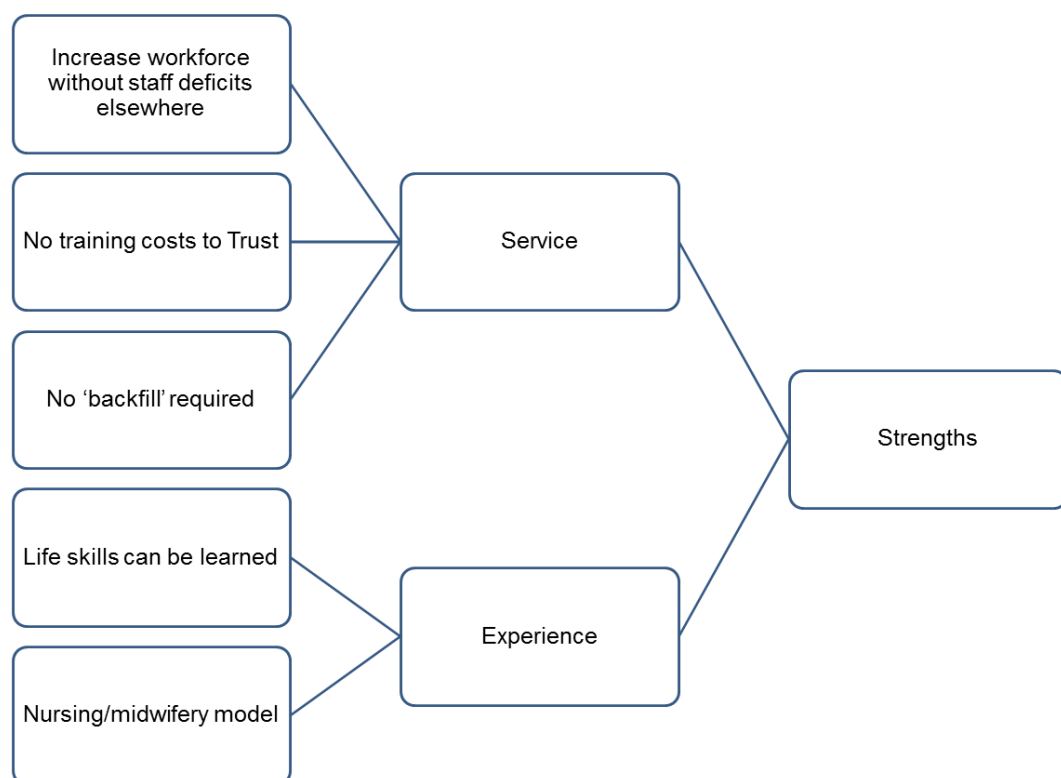 Increase workforce
without staff deficits
elsewhere
No training costs to Trust
No ‘backfill’ required
Life skills can be learned
Nursing/midwifery model
Service
Experience
Strengths